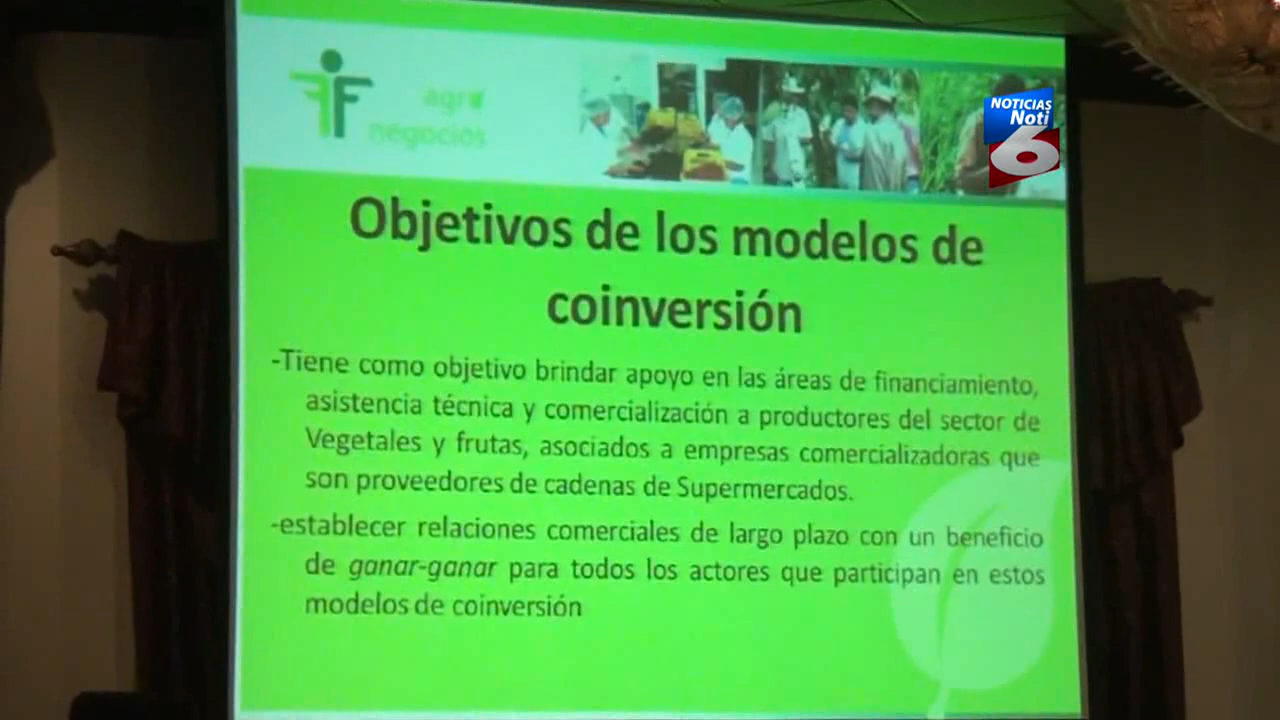 agro
negocios
NOTICIAS
Noti
6
Objetivos de los modelos de
coinversión
-Tiene como objetivo brindar apoyo en las áreas de financiamiento,
asistencia técnica y comercialización a productores del sector de
Vegetales y frutas, asociados a empresas comercializadoras que
son proveedores de cadenas de Supermercados.
-establecer relaciones comerciales de largo plazo con un beneficio
de ganar-ganar para todos los actores que participan en estos
modelos de coinversión